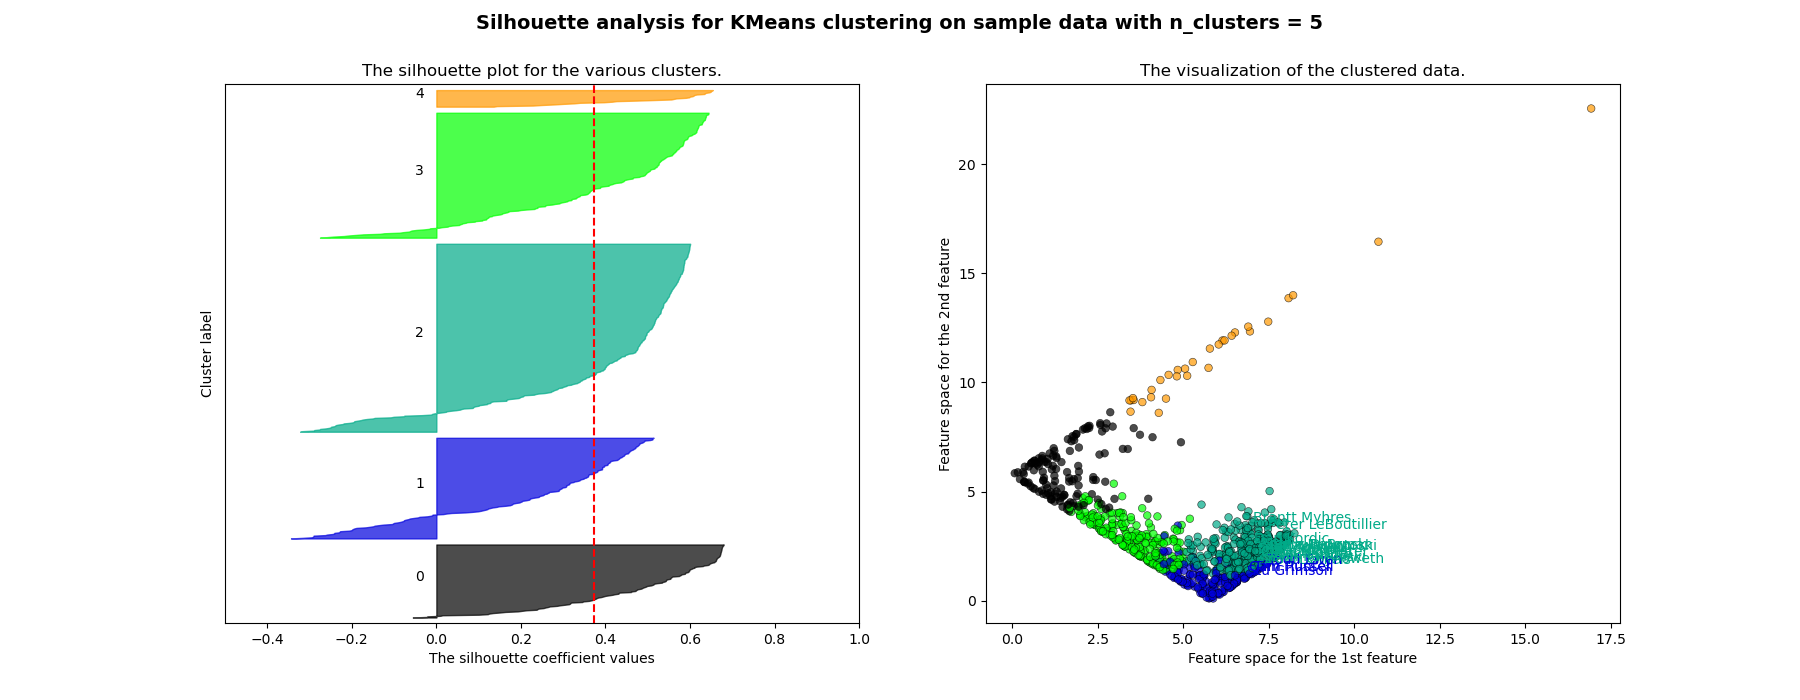 Silhouette analysis for KMeans clustering on sample data with n_clusters = 5
The silhouette plot for the various clusters.
4
3
2
1
0
Cluster label
−0.4 −0.2 0.0 0.2 0.4 0.6 0.8 1.0
The silhouette coefficient values
The visualization of the clustered data.
20
15
10
5
0
Feature space for the 2nd feature
Myhres
LeBoutillier
Grimson
0.0 2.5 5.0 7.5 10.0 12.5 15.0 17.5
Feature space for the 1st feature